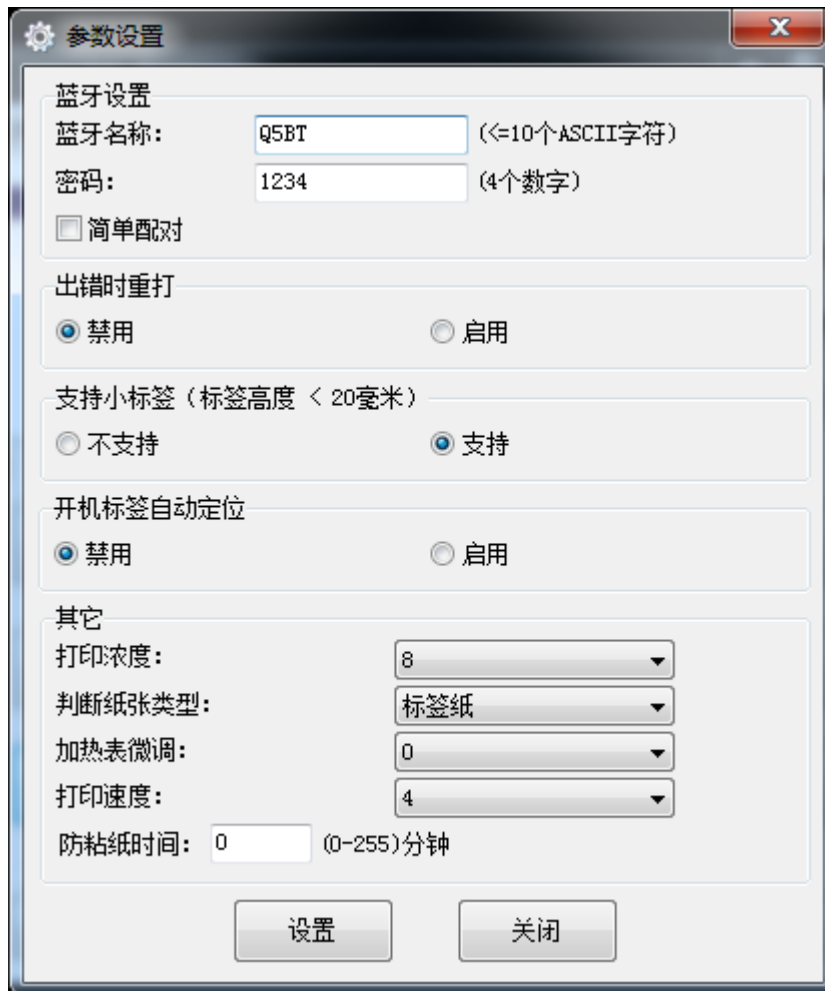 参数设置
蓝牙设置
蓝牙名称: Q5BT (<=10个ASCII字符)
密码: 1234 (4个数字)
简单配对
出错时重打
禁用 启用
支持小标签（标签高度 < 20毫米）
不支持 支持
开机标签自动定位
禁用 启用
其它
打印浓度: 8
判断纸张类型: 标签纸
加热表微调: 0
打印速度: 4
防粘纸时间: 0 (0-255)分钟
设置 关闭